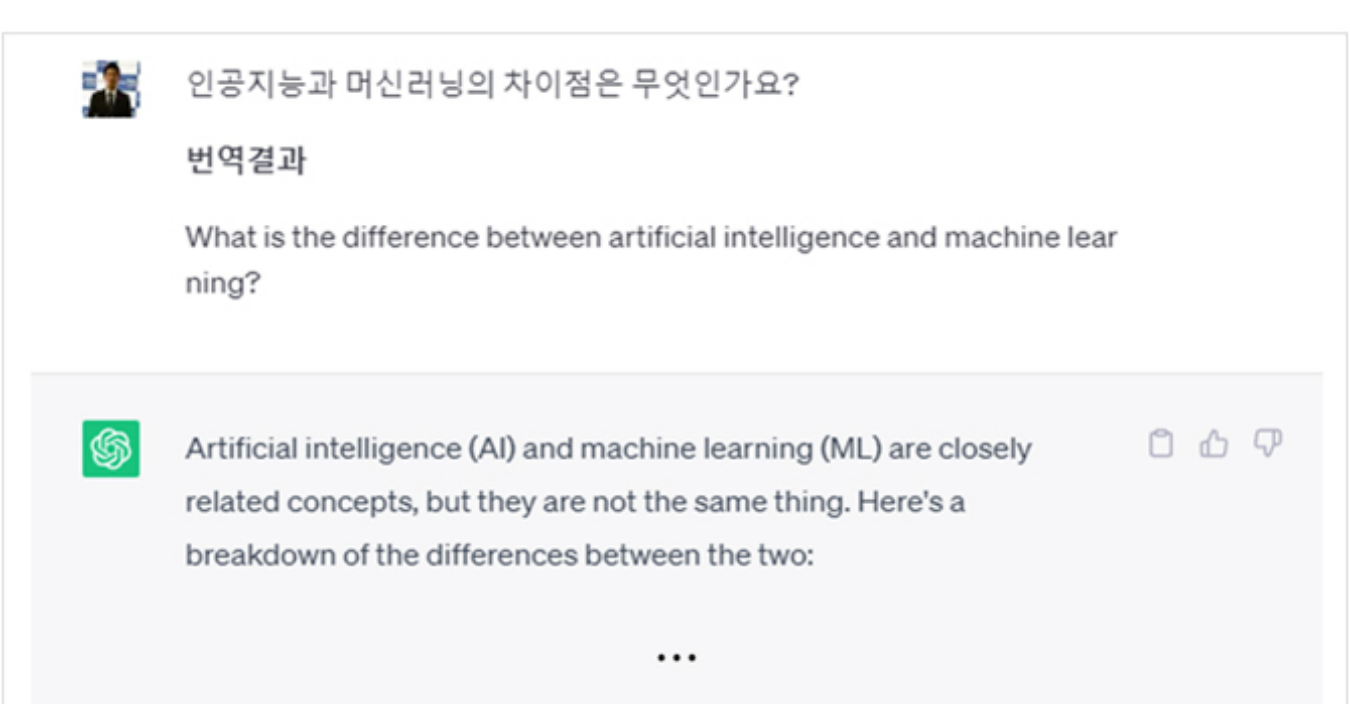 인공지능과 머신러닝의 차이점은 무엇인가요?
번역결과
What is the difference between artificial intelligence and machine lear
ning?
Artificial intelligence (AI) and machine learning (ML) are closely
related concepts, but they are not the same thing. Here's a
breakdown of the differences between the two:
...